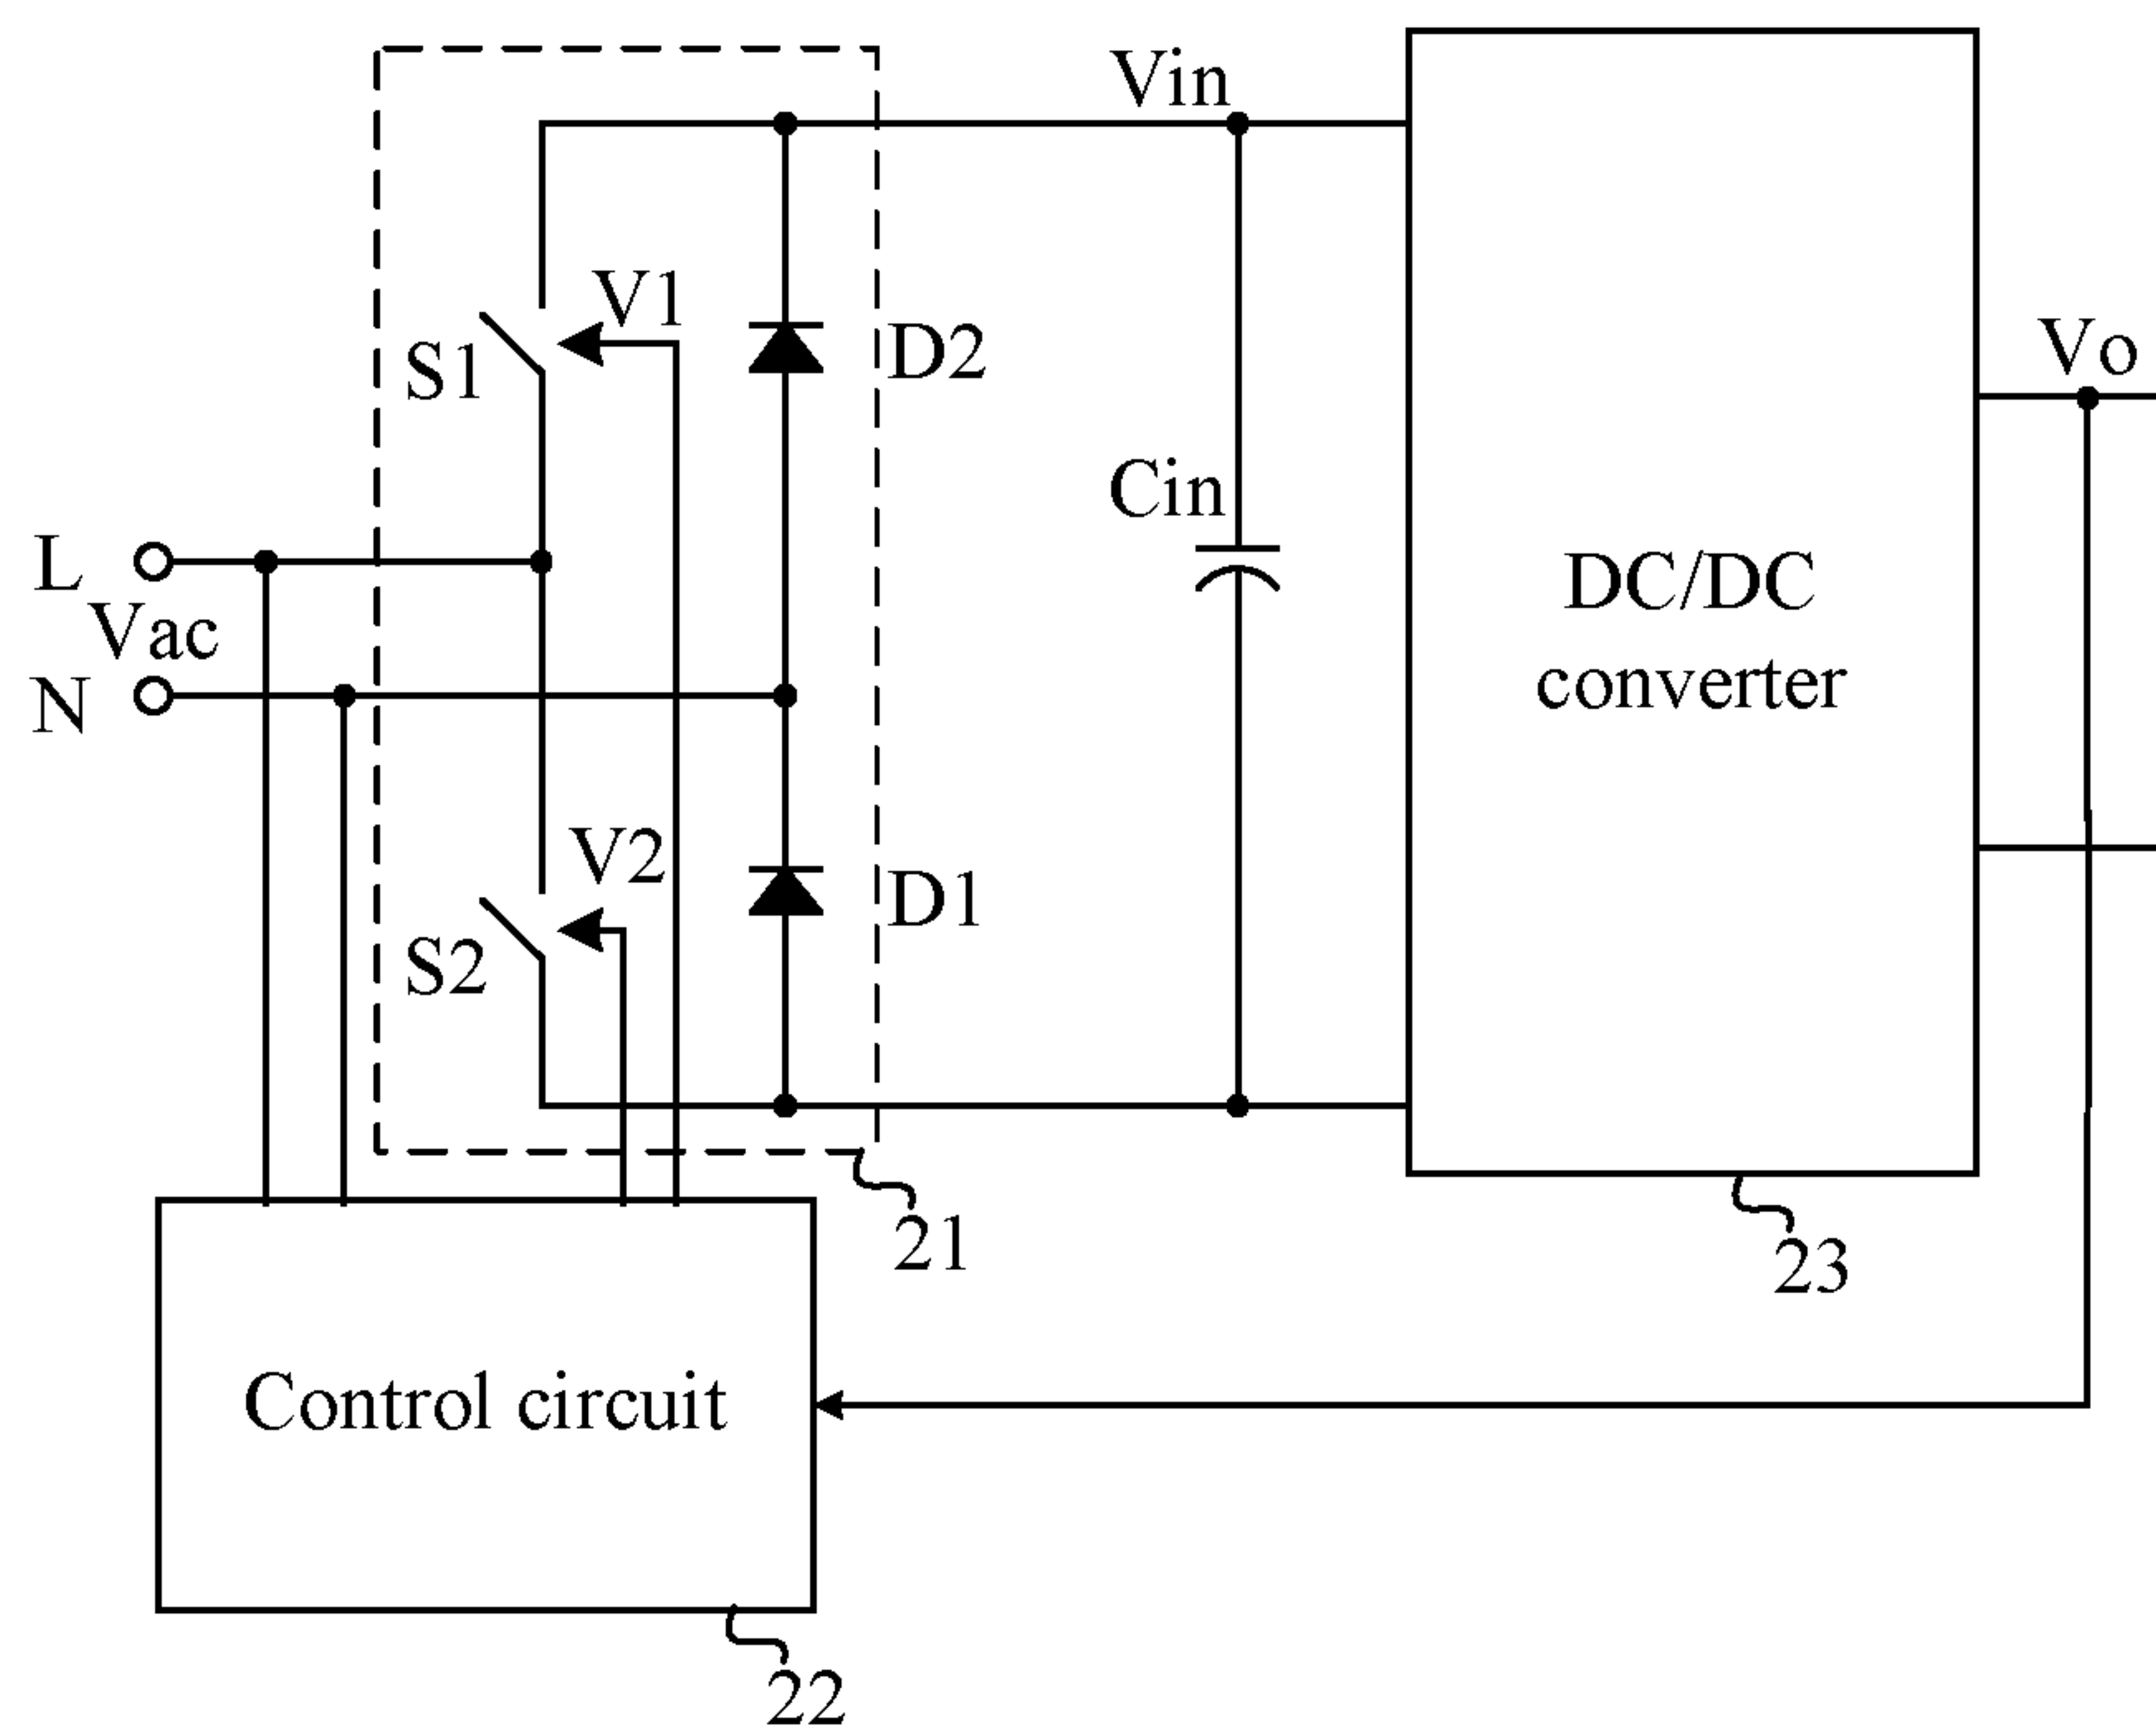 Vin
V1
S1
D2
Vo
Cin
L
Vac
N
DC/DC
converter
V2
S2
D1
21
23
Control circuit
22